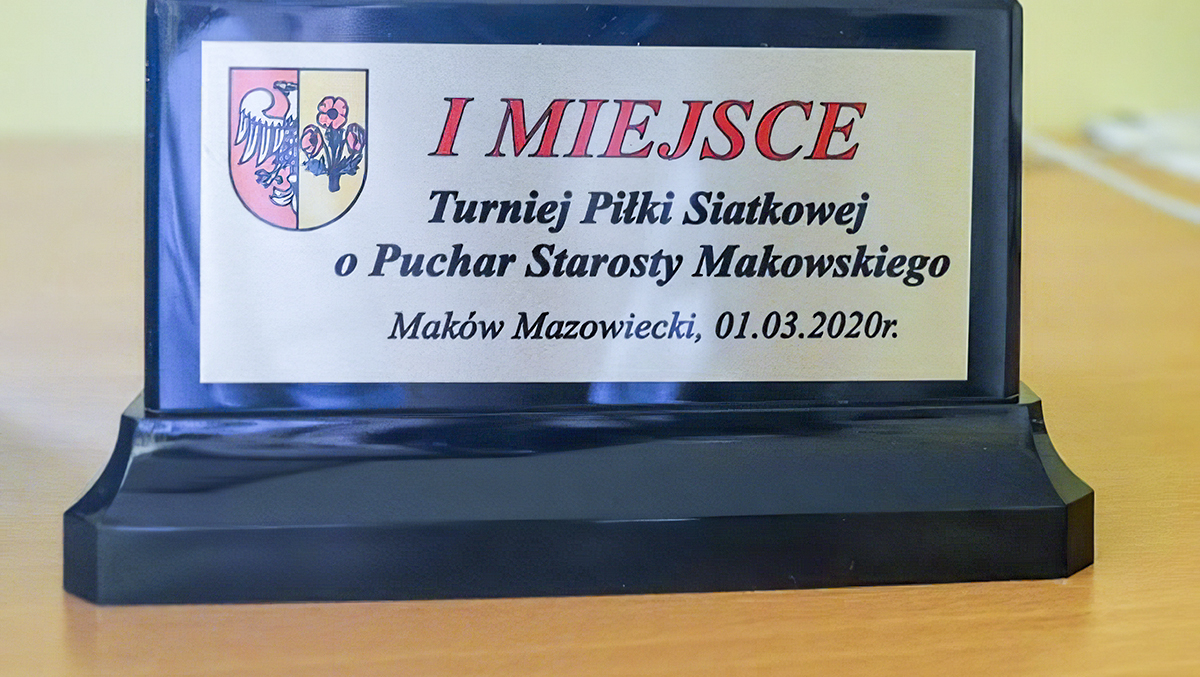 I MIEJSCE
Turniej Piłki Siatkowej
o Puchar Starosty Makowskiego
Maków Mazowiecki, 01.03.2020r.